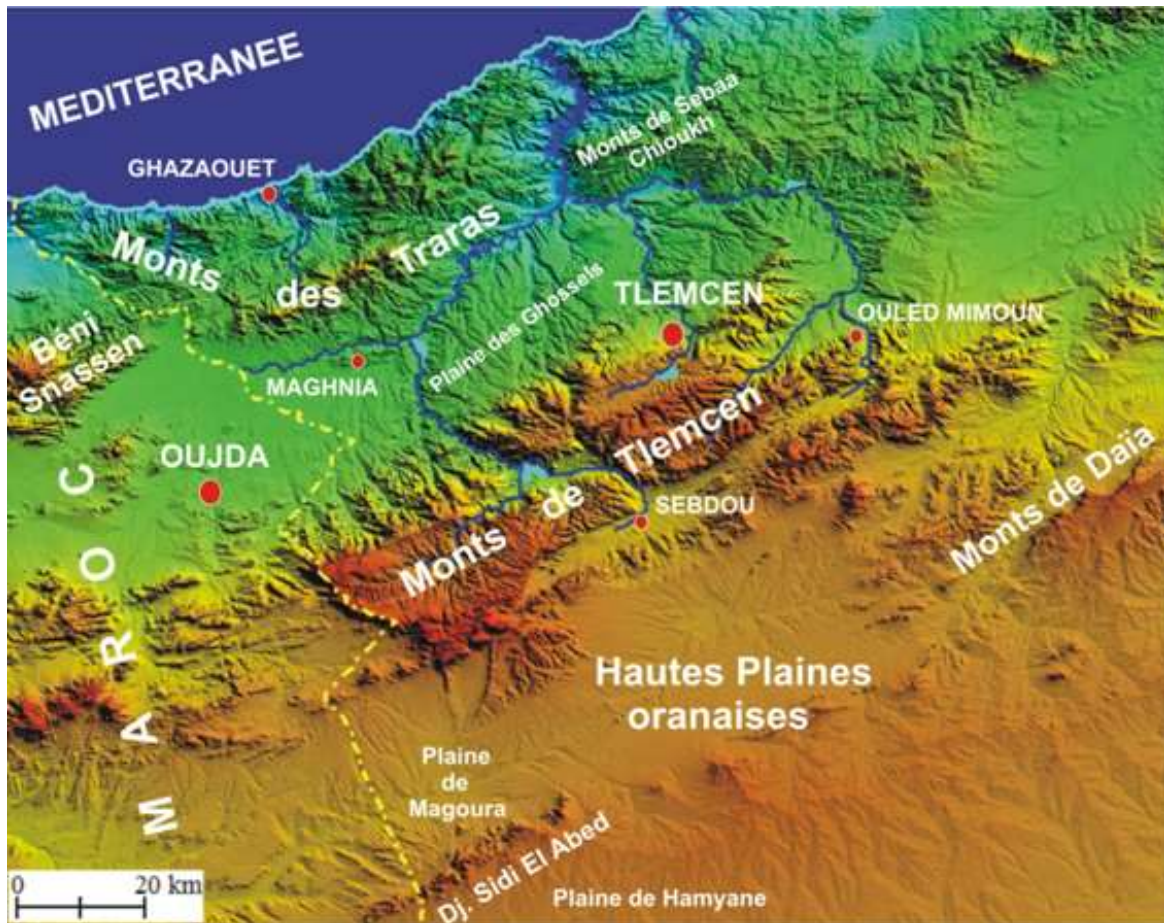 MEDITERRANEE
Monts de Sebaa
Chioukh
GHAZAOUET
Monts des Traras
TLEMCEN
Plaine des Ghossels
OULED MIMOUN
Béni
Snassen
MAGHNIA
OUJDA
Monts de Tlemcen
SEBDOU
Monts de Daïa
MAROC
Hautes Plaines
oranaises
Plaine
de
Magoura
Dj. Sidi El Abed
Plaine de Hamyane
0 20 km